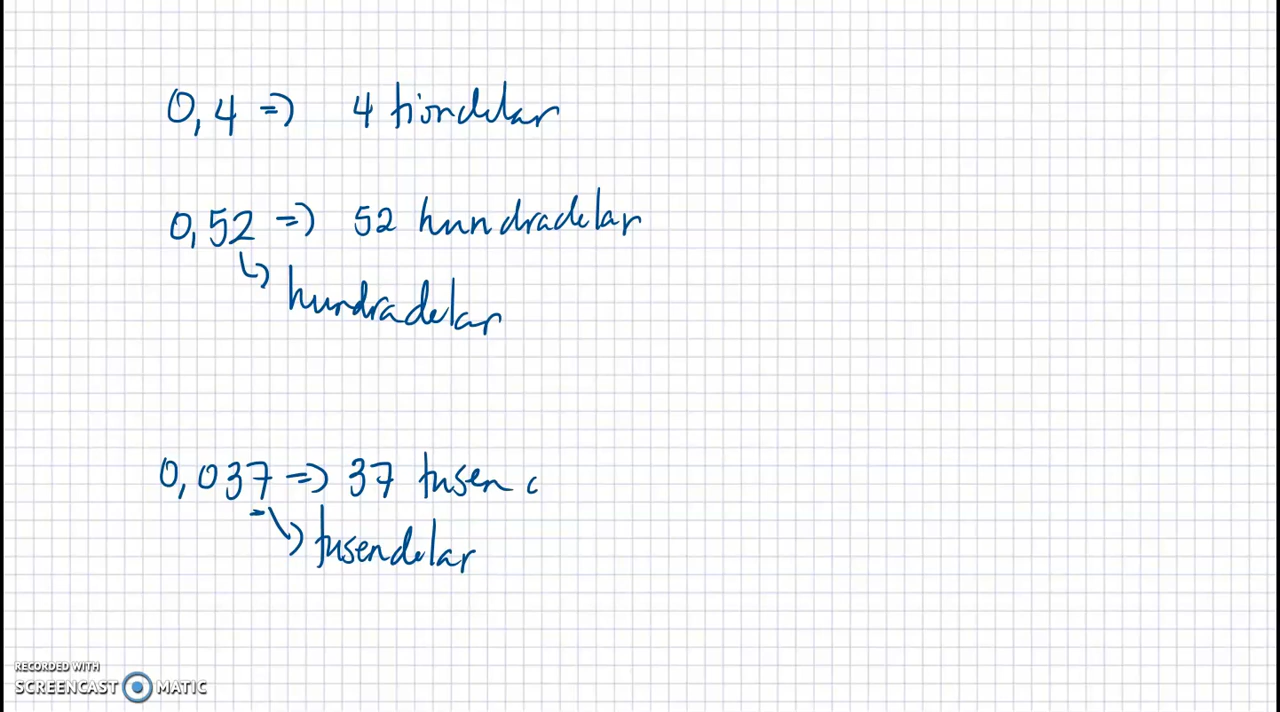 0,4 => 4 tiondelar
0,52 => 52 hundradelar
hundradelar
0,037 => 37 tusen d
tusendelar
RECORDED WITH
SCREENCAST MATIC